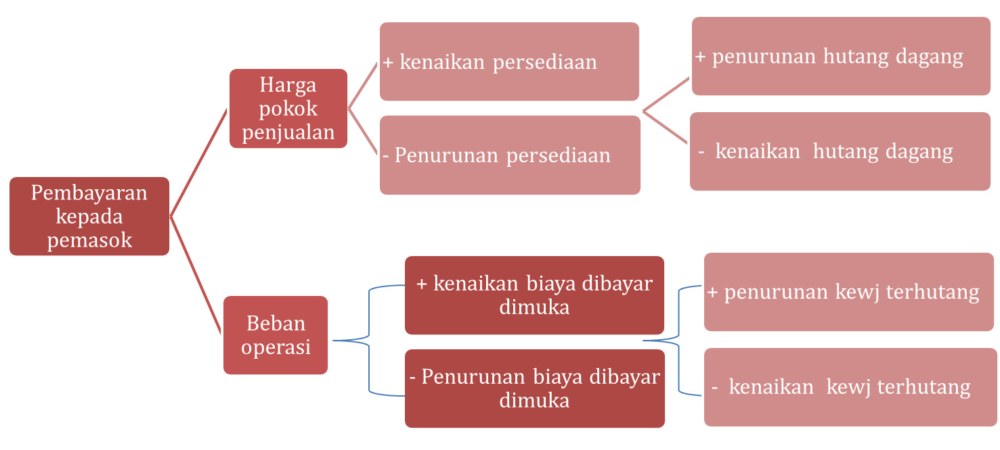 Pembayaran
kepada
pemasok
Harga
pokok
penjualan
+ kenaikan persediaan
- Penurunan persediaan
+ penurunan hutang dagang
- kenaikan hutang dagang
Beban
operasi
+ kenaikan biaya dibayar
dimuka
- Penurunan biaya dibayar
dimuka
+ penurunan kewj terhutang
- kenaikan kewj terhutang